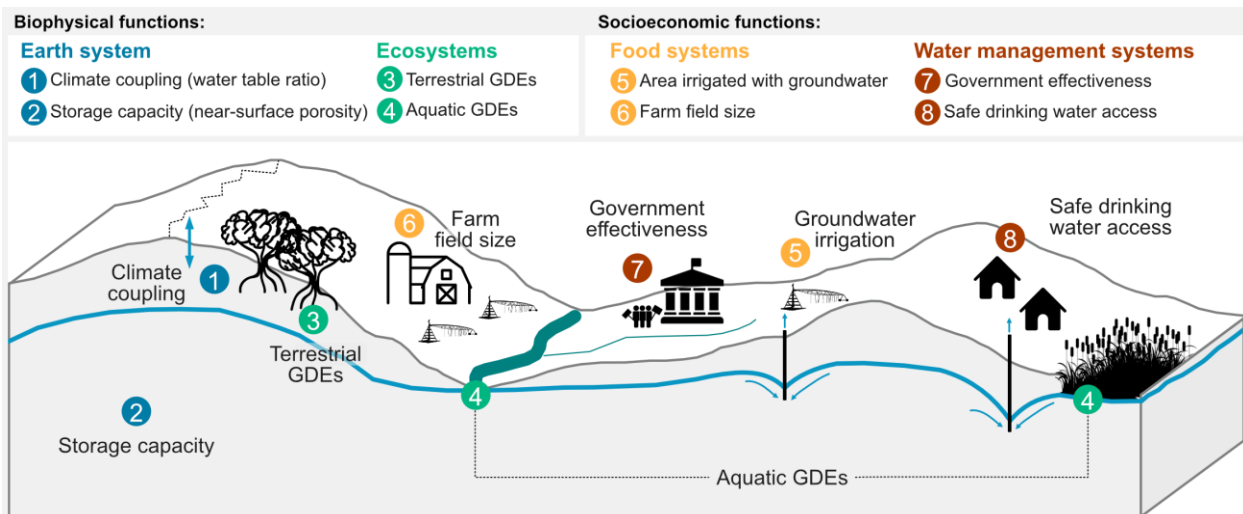 Biophysical functions:
Socioeconomic functions:
Earth system
Ecosystems
Food systems
Water management systems
1 Climate coupling (water table ratio)
3 Terrestrial GDEs
5 Area irrigated with groundwater
7 Government effectiveness
2 Storage capacity (near-surface porosity)
4 Aquatic GDEs
6 Farm field size
8 Safe drinking water access
6
Farm
field size
Government
effectiveness
7
Groundwater
irrigation
5
Safe drinking
water access
8
Climate
coupling
1
3
Terrestrial
GDEs
4
4
2
Storage capacity
Aquatic GDEs